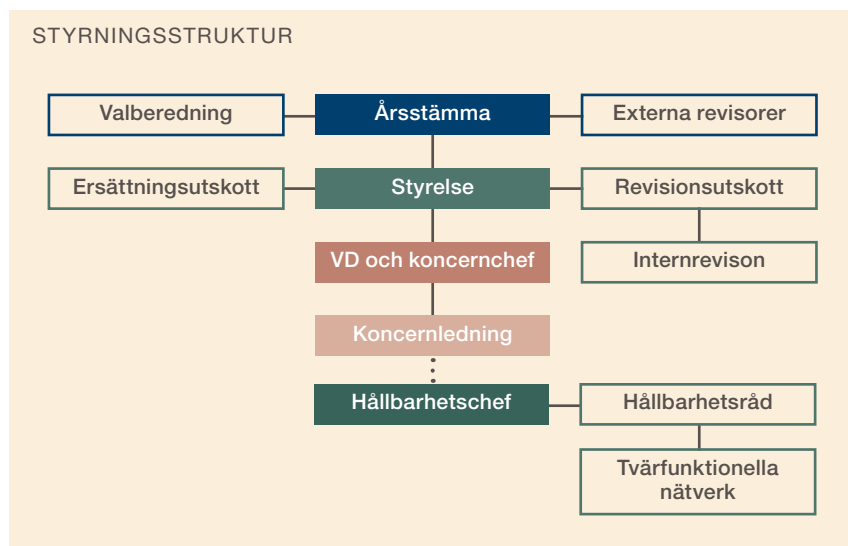 STYRNINGSSTRUKTUR
Valberedning
Årsstämma
Externa revisorer
Ersättningsutskott
Styrelse
Revisionsutskott
VD och koncernchef
Internrevison
Koncernledning
Hållbarhetschef
Hållbarhetsråd
Tvärfunktionella
nätverk